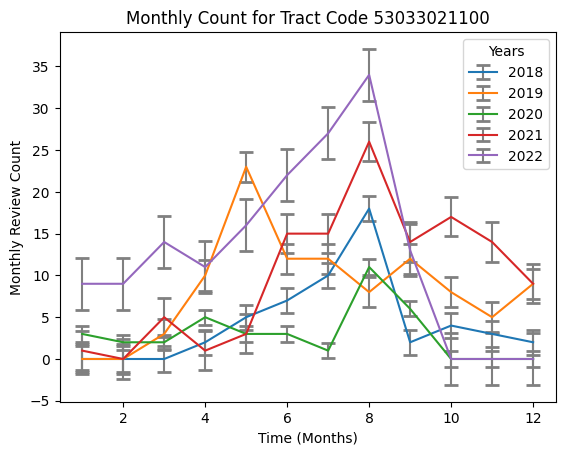 Monthly Count for Tract Code 53033021100
Years
2018
2019
2020
2021
2022
35
30
25
20
15
10
5
0
−5
Monthly Review Count
2 4 6 8 10 12
Time (Months)